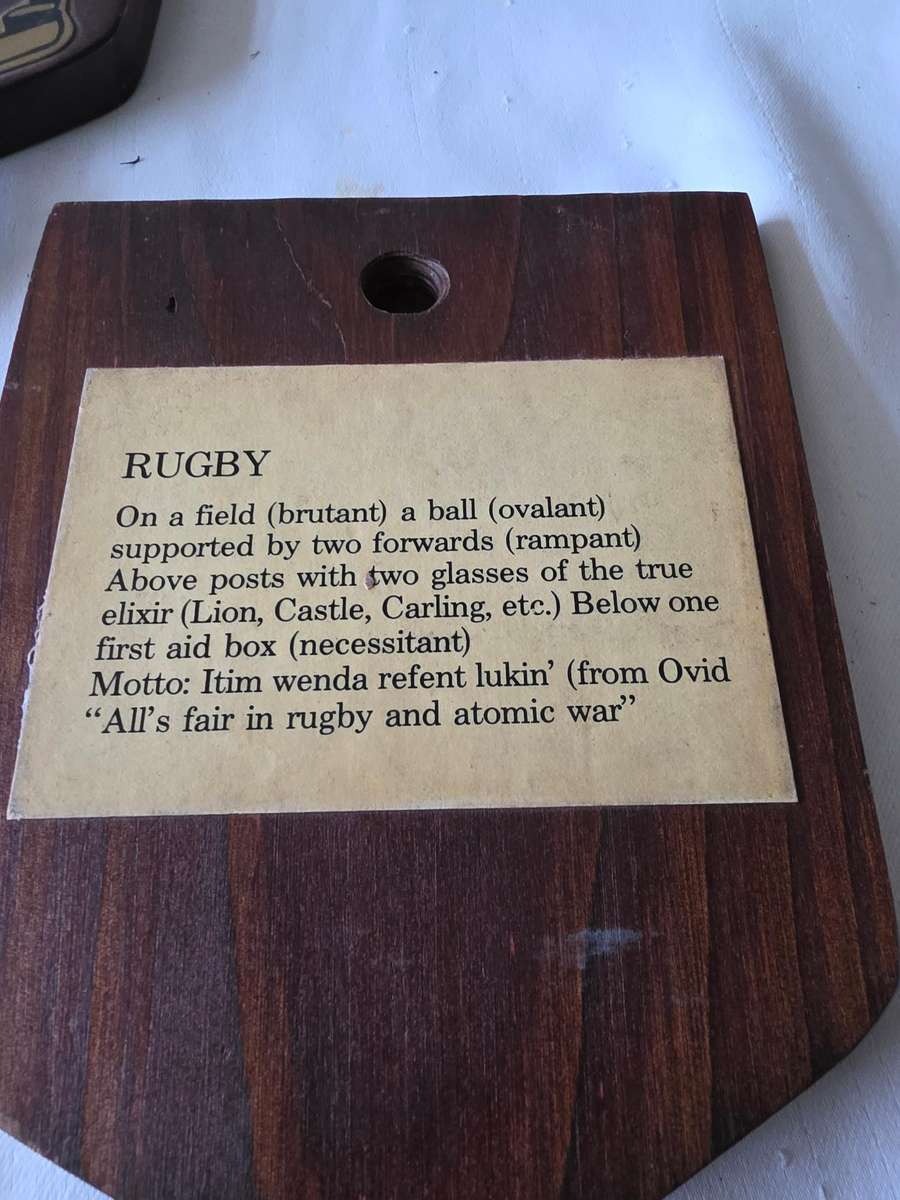 RUGBY
On a field (brutant) a ball (ovalant)
supported by two forwards (rampant)
Above posts with two glasses of the true
elixir (Lion, Castle, Carling, etc.) Below one
first aid box (necessitant)
Motto: Itim wenda refent lukin' (from Ovid
“All's fair in rugby and atomic war”